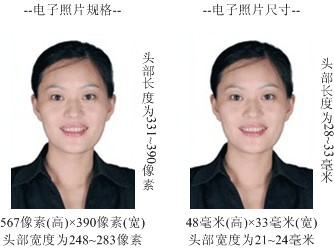 --电子照片规格--
头部长度为331~390像素
567像素(高)×390像素(宽)
头部宽度为248~283像素
--电子照片尺寸--
头部长度为28~33毫米
48毫米(高)×33毫米(宽)
头部宽度为21~24毫米